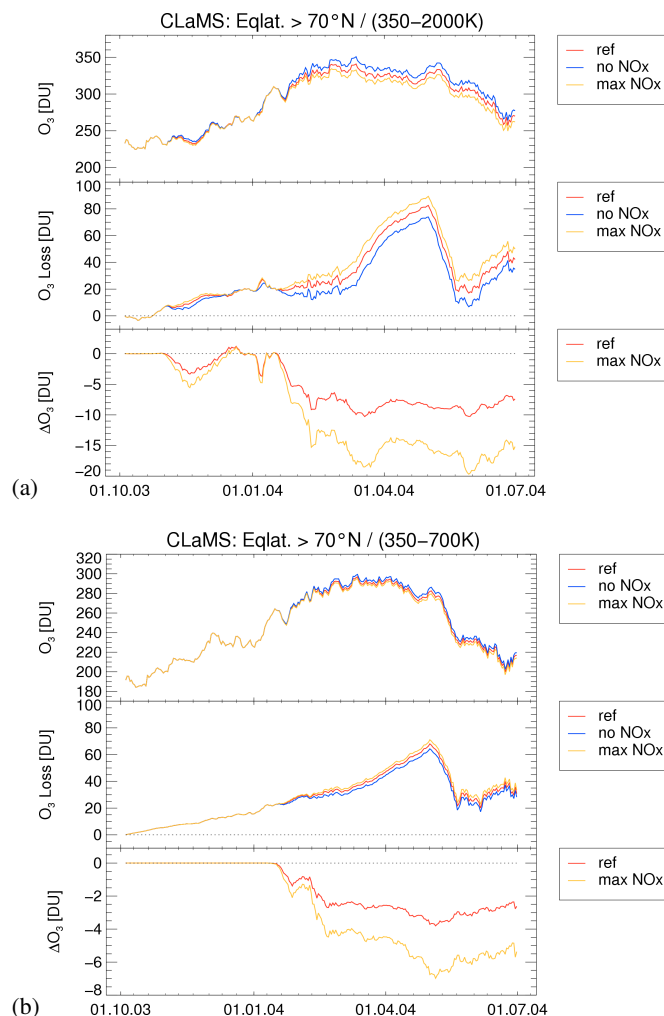 CLaMS: Eqlat. > 70°N / (350−2000K)
350
300
250
200
O3 [DU]
ref
no NOx
max NOx
100
80
60
40
20
0
O3 Loss [DU]
ref
no NOx
max NOx
0
−5
−10
−15
−20
ΔO3 [DU]
ref
max NOx
01.10.03 01.01.04 01.04.04 01.07.04
(a)
CLaMS: Eqlat. > 70°N / (350−700K)
320
300
280
260
240
220
200
180
O3 [DU]
ref
no NOx
max NOx
100
80
60
40
20
0
O3 Loss [DU]
ref
no NOx
max NOx
0
−2
−4
−6
−8
ΔO3 [DU]
ref
max NOx
01.10.03 01.01.04 01.04.04 01.07.04
(b)